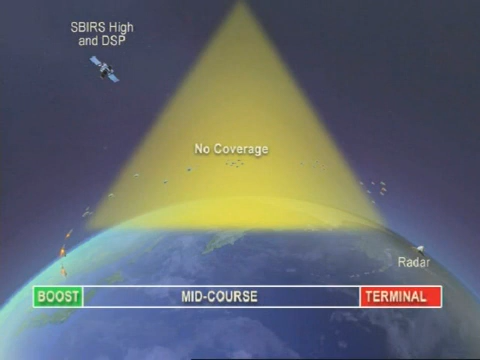 SBIRS High
and DSP
No Coverage
Radar
BOOST
MID-COURSE
TERMINAL